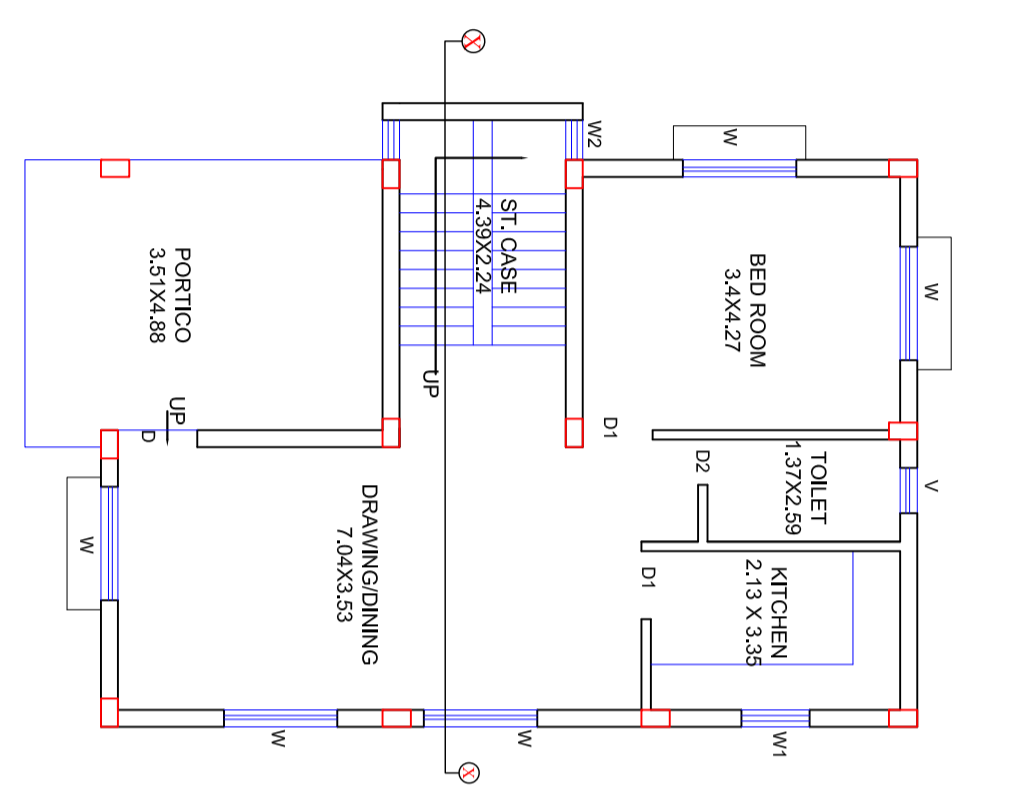 X
W2
W
ST. CASE
4.39X2.24
PORTICO
3.51X4.88
BED ROOM
3.4X4.27
W
UP
UP
D
D1
D2
TOILET
1.37X2.59
V
W
DRAWING/DINING
7.04X3.53
D1
KITCHEN
2.13 X 3.35
W
W
W1
X